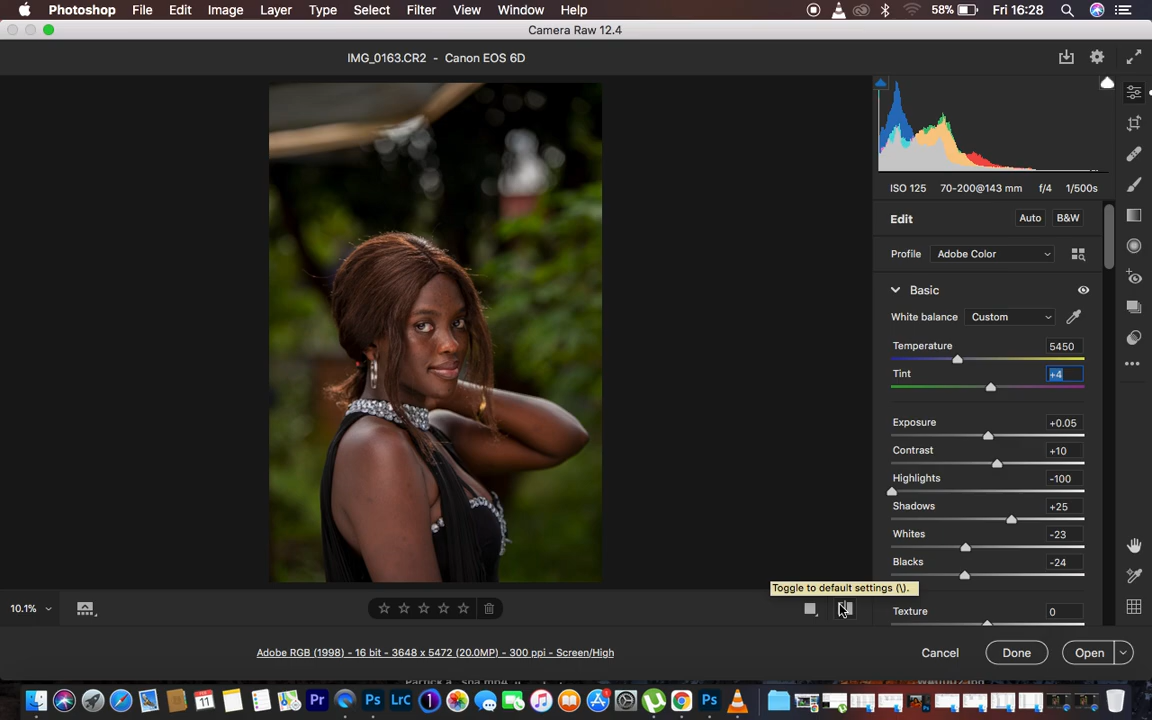 Photoshop File Edit Image Layer Type Select Filter View Window Help 58% Fri 16:28
Camera Raw 12.4
IMG_0163.CR2 - Canon EOS 6D
ISO 125 70-200@143 mm f/4 1/500s
Edit Auto B&W
Profile Adobe Color
Basic
White balance Custom
Temperature 5450
Tint +4
Exposure +0.05
Contrast +10
Highlights -100
Shadows +25
Whites -23
Blacks -24
Toggle to default settings (\).
10.1%
Texture 0
Adobe RGB (1998) - 16 bit - 3648 x 5472 (20.0MP) - 300 ppi - Screen/High
Cancel Done Open
Pr Ps Lrc Ps